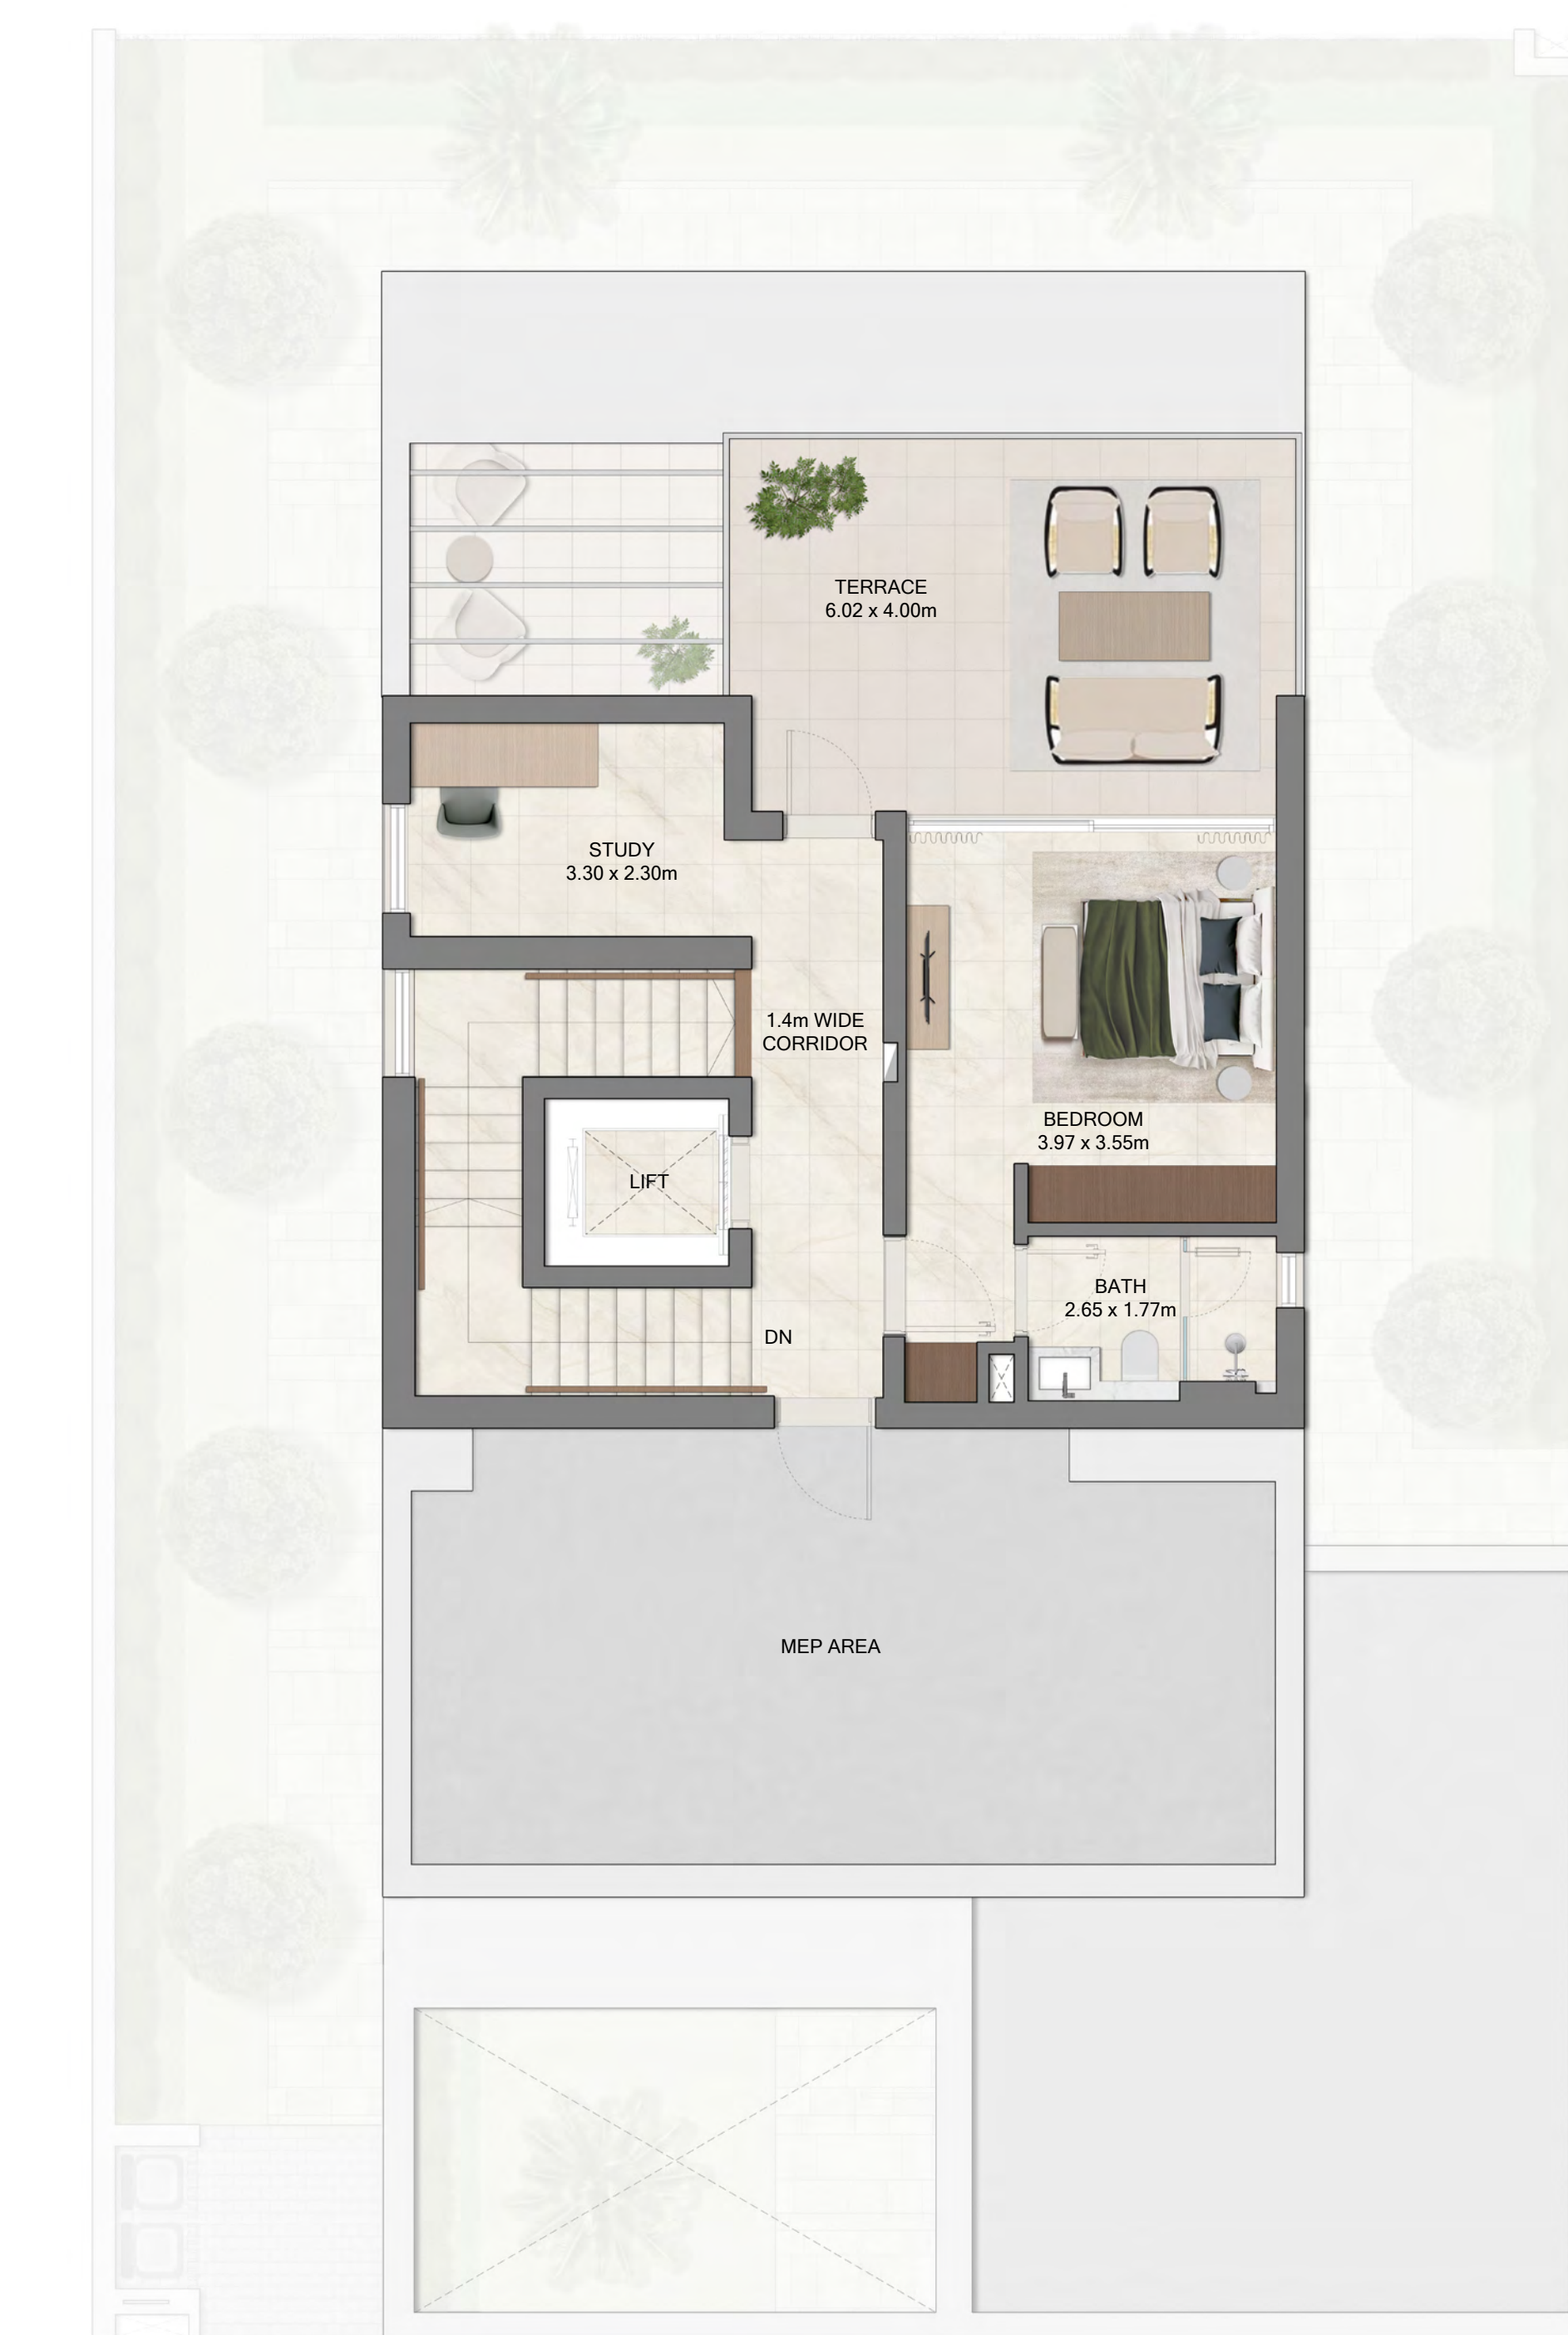 TERRACE
6.02 x 4.00m
STUDY
3.30 x 2.30m
1.4m WIDE
CORRIDOR
BEDROOM
3.97 x 3.55m
LIFT
BATH
2.65 x 1.77m
DN
MEP AREA